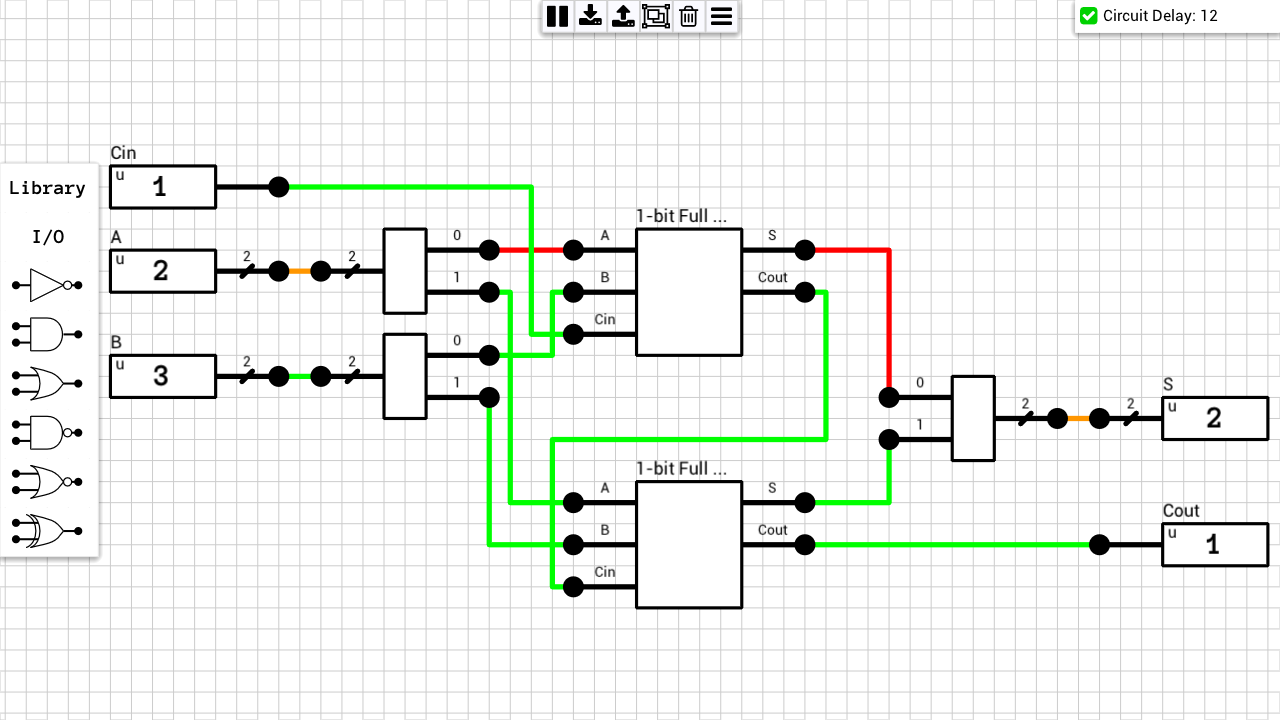 Circuit Delay: 12
Library
I/O
Cin
u 1
A
u 2
2
2
0
1
B
u 3
2
2
0
1
1-bit Full ...
A
B
Cin
S
Cout
1-bit Full ...
A
B
Cin
S
Cout
0
1
2
2
S
u 2
Cout
u 1